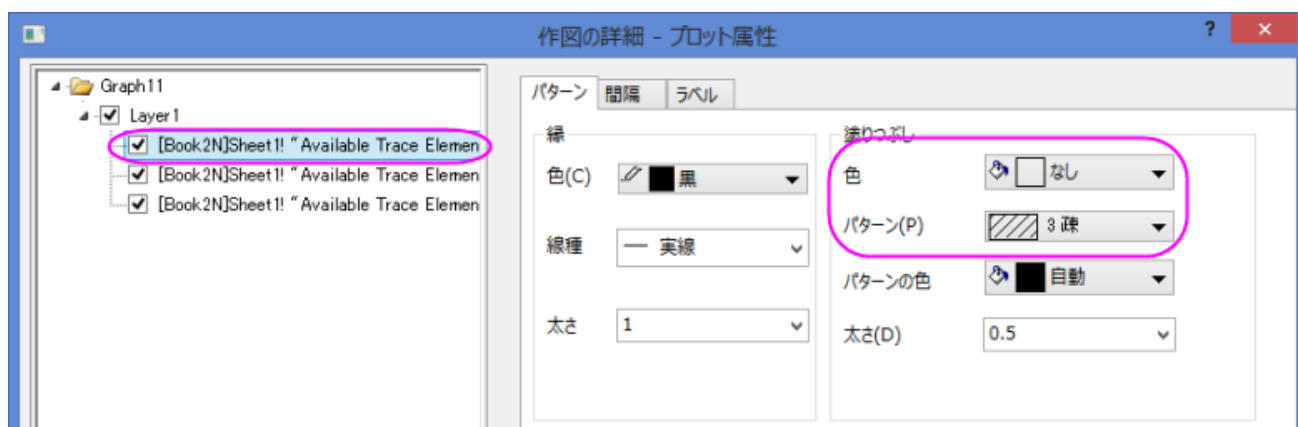 作図の詳細 - プロット属性
?
×
Graph11
Layer1
[Book2N]Sheet1! "Available Trace Elemen
[Book2N]Sheet1! "Available Trace Elemen
[Book2N]Sheet1! "Available Trace Elemen
パターン 間隔 ラベル
縁
色(C) 黒
線種 実線
太さ 1
塗りつぶし
色 なし
パターン(P) 3 疎
パターンの色 自動
太さ(D) 0.5